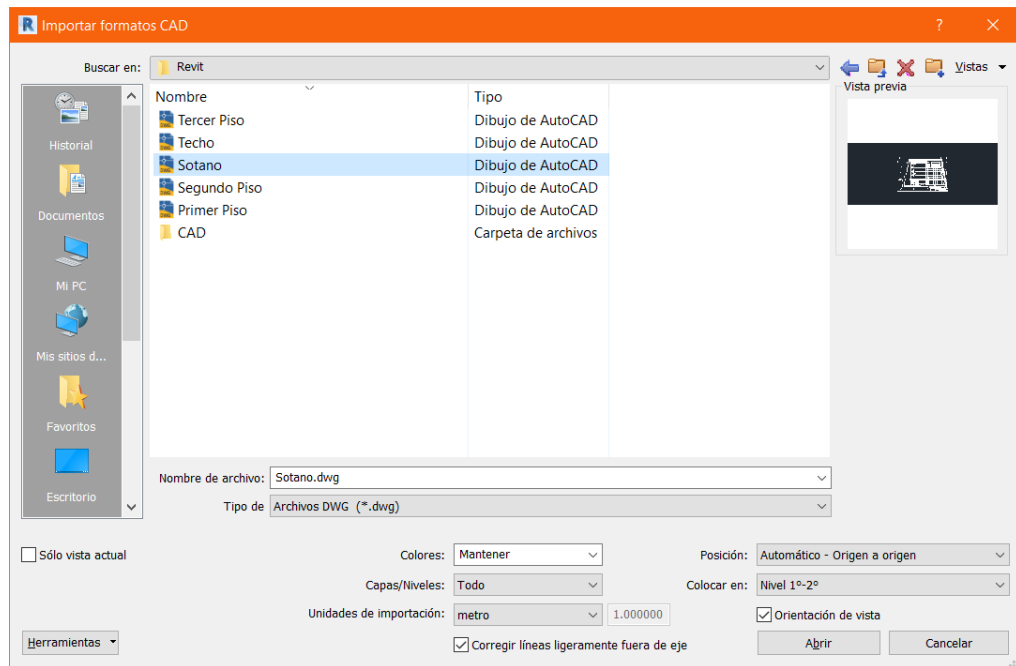 R Importar formatos CAD ?
Buscar en: Revit Vistas
Vista previa
Nombre Tipo
Tercer Piso Dibujo de AutoCAD
Techo Dibujo de AutoCAD
Sotano Dibujo de AutoCAD
Segundo Piso Dibujo de AutoCAD
Primer Piso Dibujo de AutoCAD
CAD Carpeta de archivos
Historial
Documentos
Mi PC
Mis sitios d...
Favoritos
Escritorio
Nombre de archivo: Sotano.dwg
Tipo de Archivos DWG (*.dwg)
Sólo vista actual
Colores: Mantener
Posición: Automático - Origen a origen
Capas/Niveles: Todo
Colocar en: Nivel 1º-2º
Unidades de importación: metro 1.000000
Orientación de vista
Corregir líneas ligeramente fuera de eje
Herramientas
Abrir
Cancelar